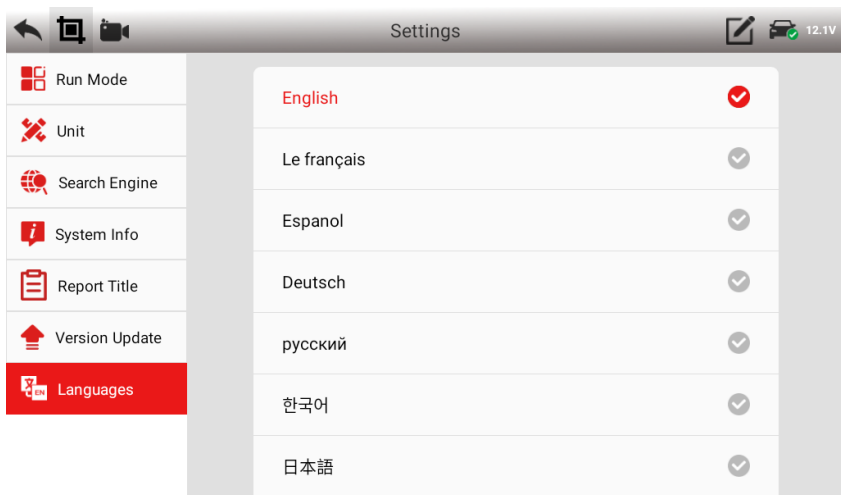 Settings
12.1V
Run Mode
Unit
Search Engine
System Info
Report Title
Version Update
EN
Languages
English
Le français
Espanol
Deutsch
русский
한국어
日本語